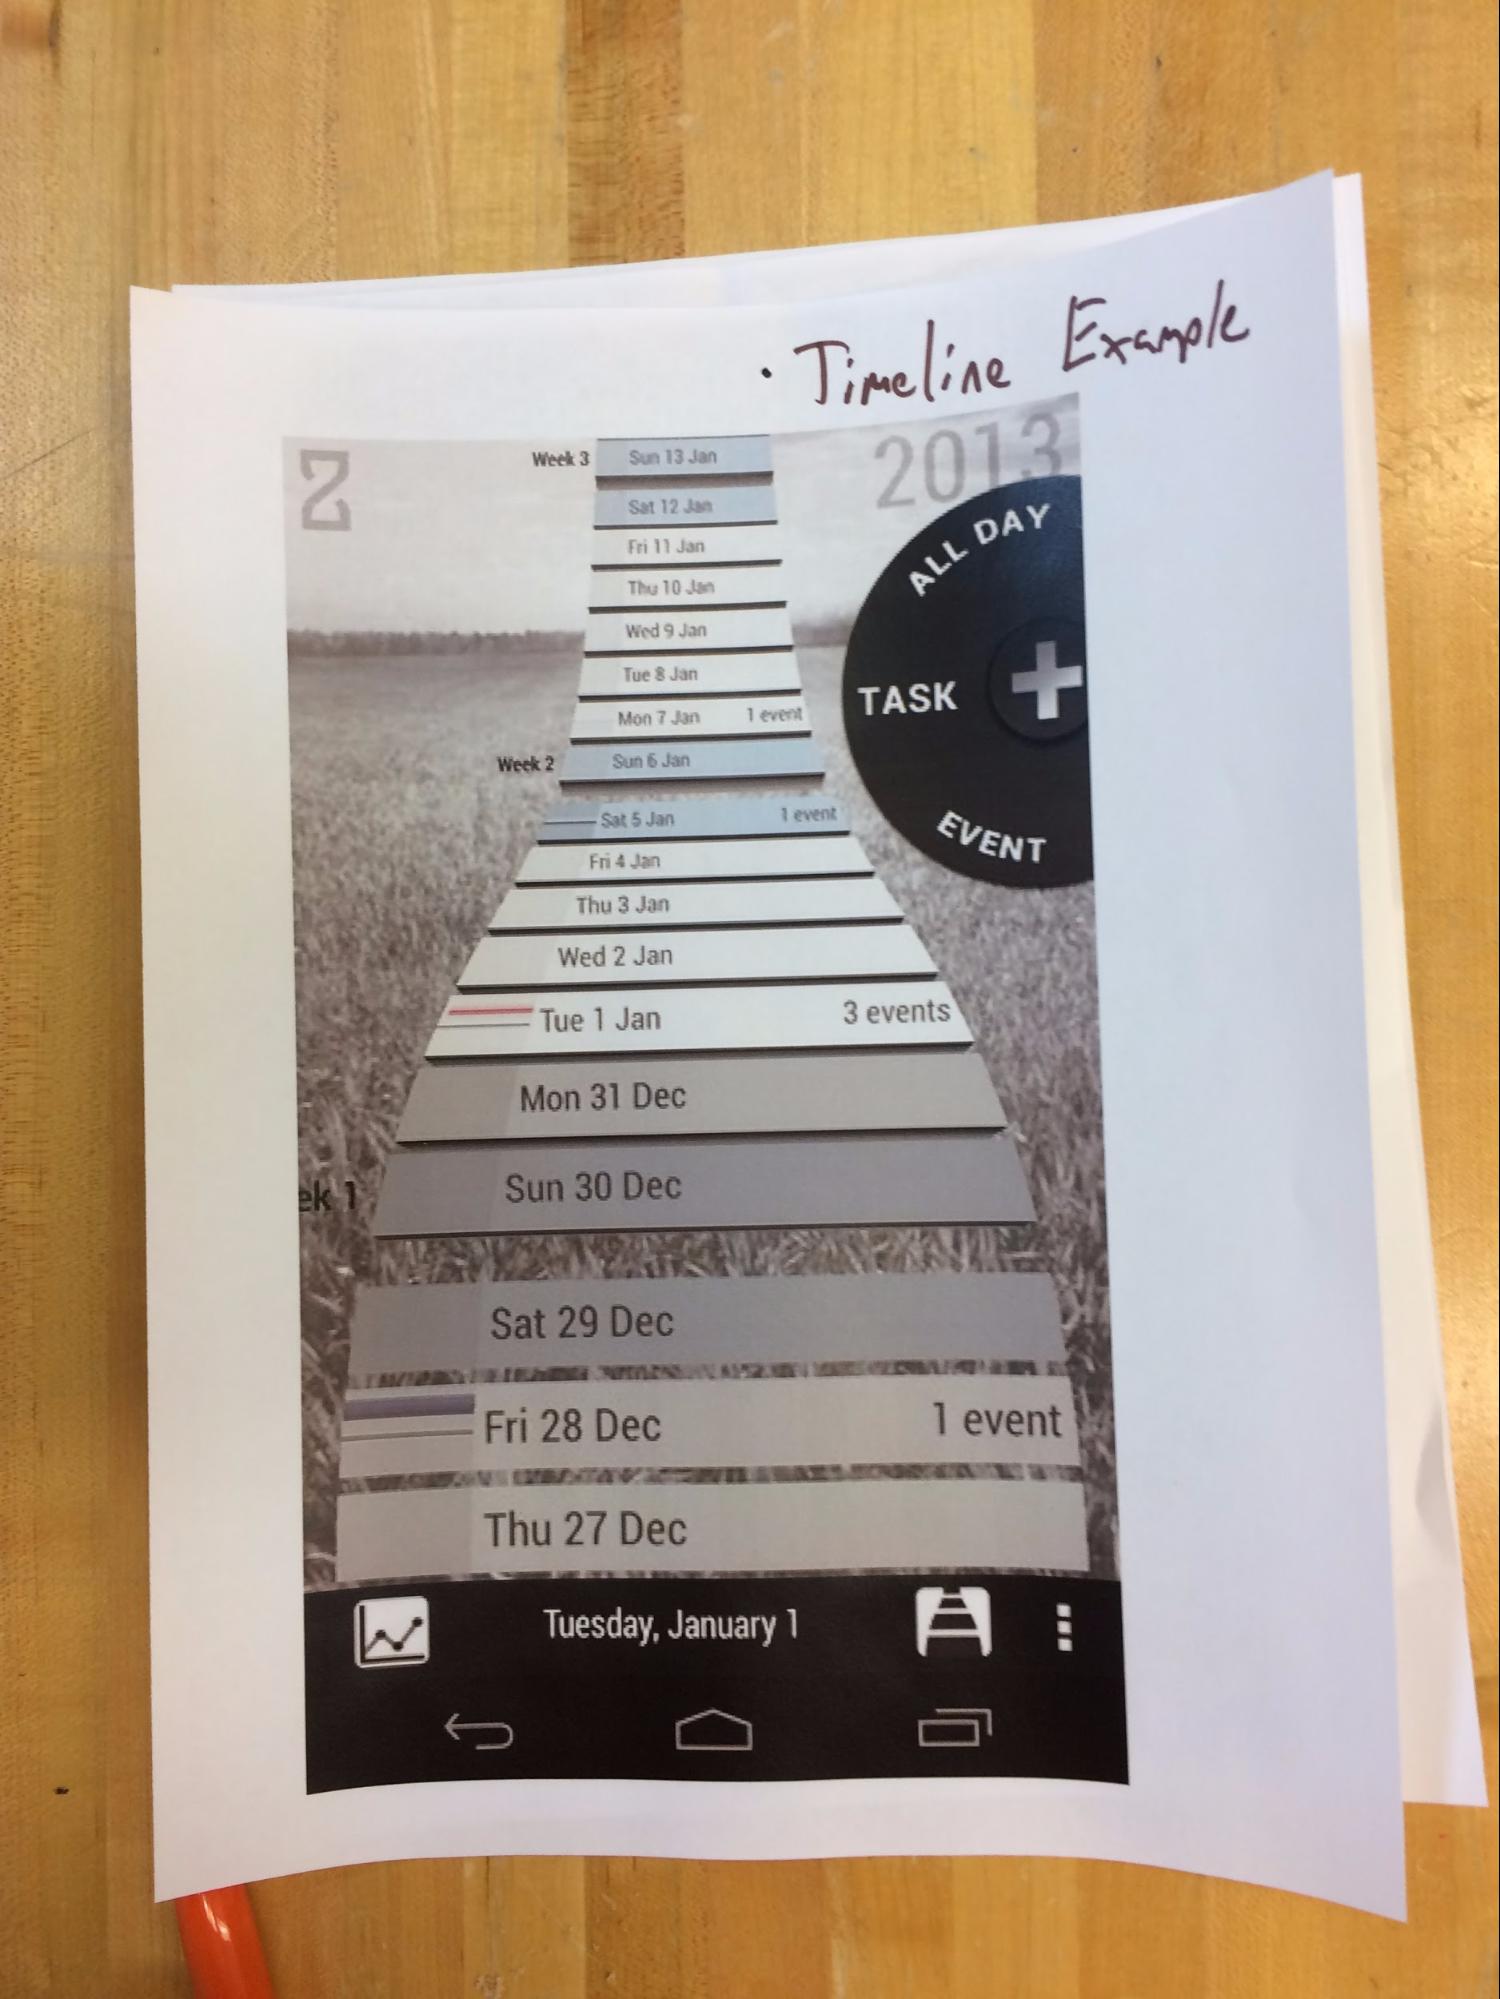 • Timeline Example
2013
Week 3 Sun 13 Jan
Sat 12 Jan
Fri 11 Jan
Thu 10 Jan
Wed 9 Jan
Tue 8 Jan
Mon 7 Jan 1 event
Week 2 Sun 6 Jan
Sat 5 Jan 1 event
Fri 4 Jan
Thu 3 Jan
Wed 2 Jan
Tue 1 Jan 3 events
Mon 31 Dec
ek 1 Sun 30 Dec
Sat 29 Dec
Fri 28 Dec 1 event
Thu 27 Dec
ALL DAY
TASK
EVENT
Tuesday, January 1